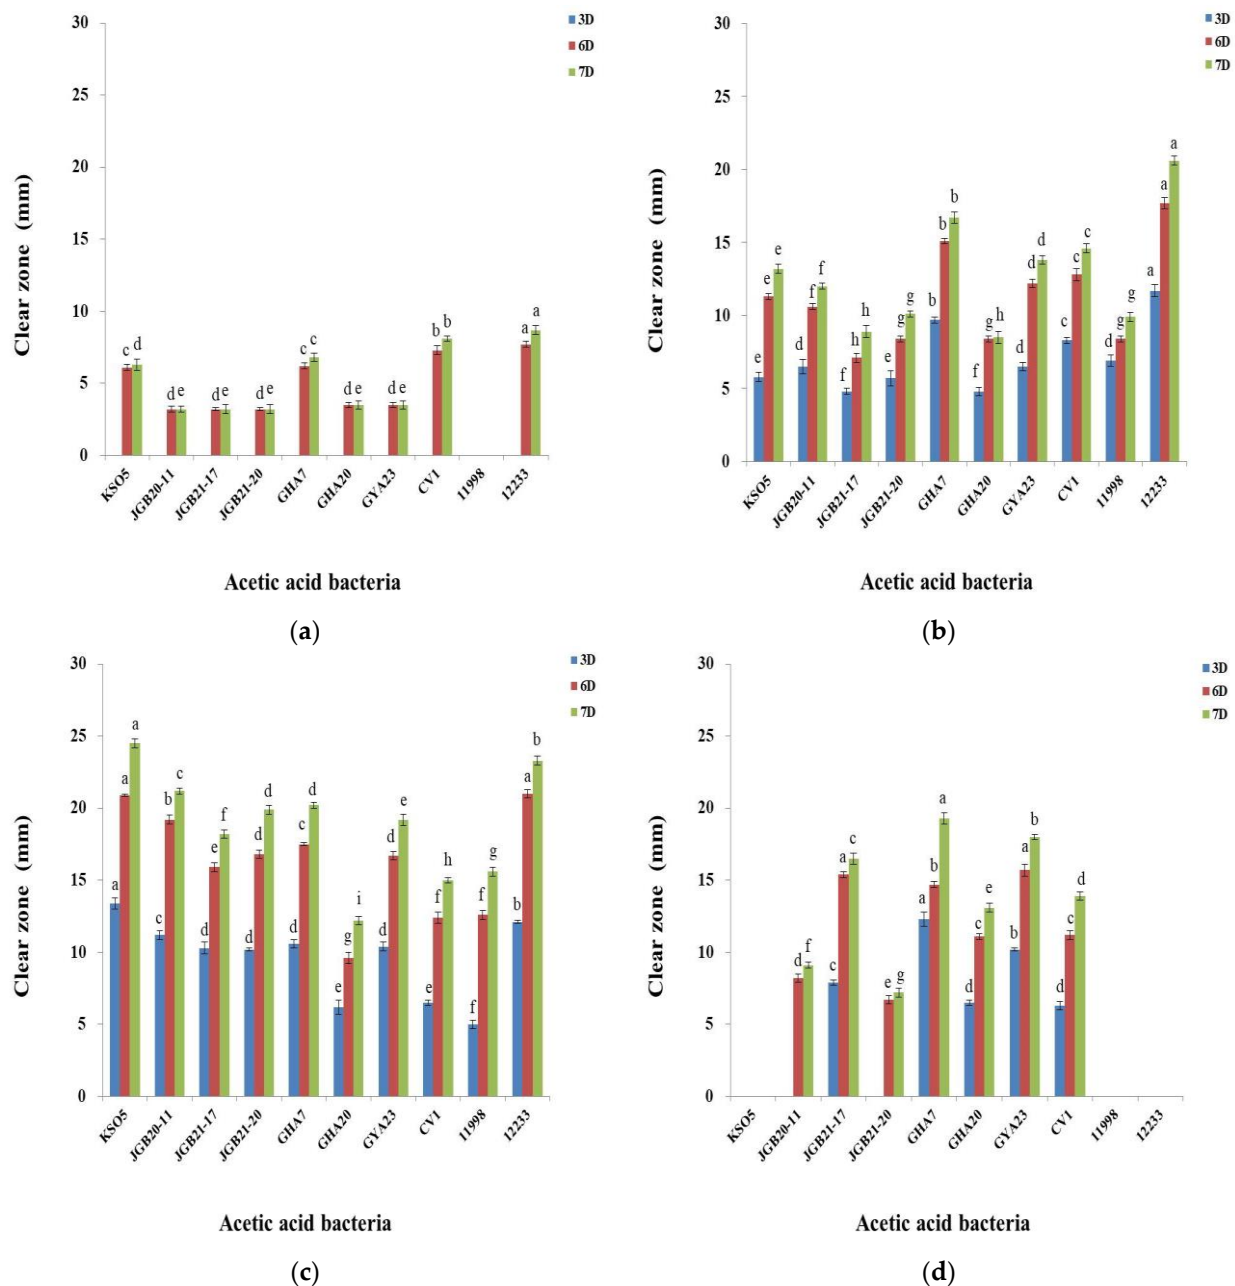 30
25
20
15
10
5
0
Clear zone (mm)
3D
6D
7D
c d
d e
d e
d e
c c
d e
d e
b b
a a
KSO5
JGB20-11
JGB21-17
JGB21-20
GHA7
GHA20
GYA23
CV1
11998
12233
Acetic acid bacteria
(a)
30
25
20
15
10
5
0
Clear zone (mm)
3D
6D
7D
e e e
d f f
f h h
e g g
b b b
f g h
d d d
c c c
d g g
a a a
KSO5
JGB20-11
JGB21-17
JGB21-20
GHA7
GHA20
GYA23
CV1
11998
12233
Acetic acid bacteria
(b)
30
25
20
15
10
5
0
Clear zone (mm)
3D
6D
7D
a a a
c b c
d e f
d d d
d c d
e g i
d d e
e f h
f f g
b a b
KSO5
JGB20-11
JGB21-17
JGB21-20
GHA7
GHA20
GYA23
CV1
11998
12233
Acetic acid bacteria
(c)
30
25
20
15
10
5
0
Clear zone (mm)
3D
6D
7D
d f
c a c
e g
a b a
d c e
b a b
d c d
KSO5
JGB20-11
JGB21-17
JGB21-20
GHA7
GHA20
GYA23
CV1
11998
12233
Acetic acid bacteria
(d)